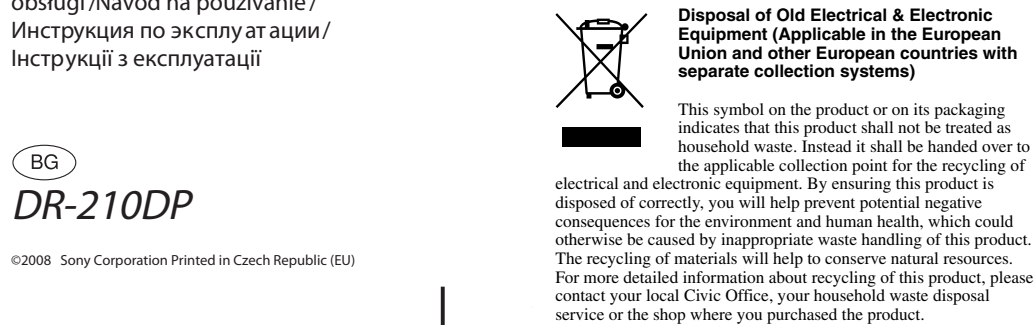 obsługi /Návod na používanie /
Инструкция по эксплу ат ации /
Інструкції з експлуатації
BG
DR-210DP
©2008 Sony Corporation Printed in Czech Republic (EU)
Disposal of Old Electrical & Electronic
Equipment (Applicable in the European
Union and other European countries with
separate collection systems)
This symbol on the product or on its packaging
indicates that this product shall not be treated as
household waste. Instead it shall be handed over to
the applicable collection point for the recycling of
electrical and electronic equipment. By ensuring this product is
disposed of correctly, you will help prevent potential negative
consequences for the environment and human health, which could
otherwise be caused by inappropriate waste handling of this product.
The recycling of materials will help to conserve natural resources.
For more detailed information about recycling of this product, please
contact your local Civic Office, your household waste disposal
service or the shop where you purchased the product.